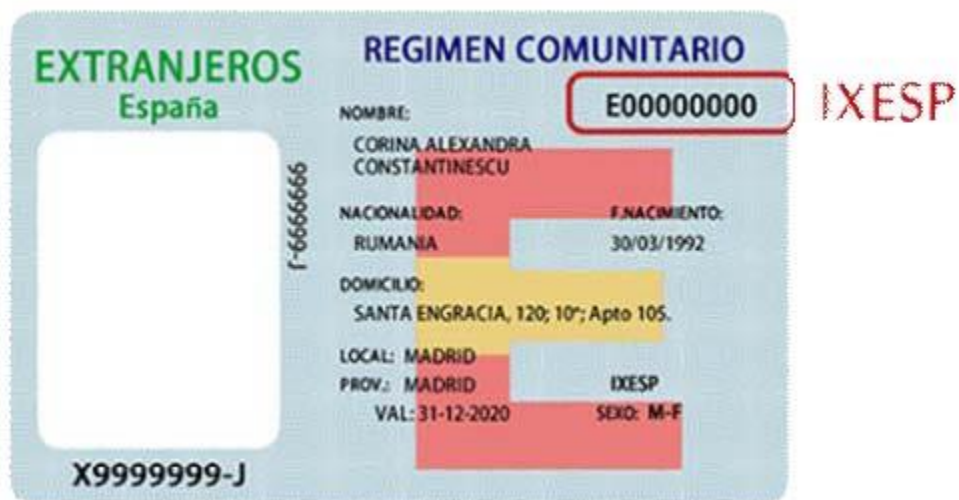 EXTRANJEROS
España
REGIMEN COMUNITARIO
E00000000
IXESP
NOMBRE:
CORINA ALEXANDRA
CONSTANTINESCU
r-6666666
NACIONALIDAD:
F.NACIMIENTO:
RUMANIA
30/03/1992
DOMICILIO:
SANTA ENGRACIA, 120; 10º; Apto 105.
LOCAL: MADRID
PROV.: MADRID
IXESP
VAL: 31-12-2020
SEXO: M-F
X9999999-J